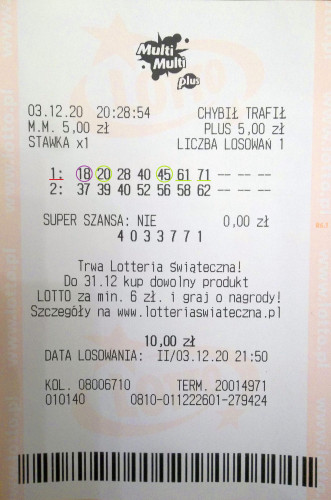 Multi
Multi
plus
03.12.20 20:28:54 CHYBIŁ TRAFIŁ
M.M. 5,00 zł PLUS 5,00 zł
STAWKA x1 LICZBA LOSOWAŃ 1
1: 18 20 28 40 45 61 71 -- -- --
2: 37 39 40 52 56 58 62 -- -- --
SUPER SZANSA: NIE 0,00 zł
4033771
Trwa Lotteria Świąteczna!
Do 31.12 kup dowolny produkt
LOTTO za min. 6 zł. i graj o nagrody!
Szczegóły na www.lotteriaswiateczna.pl
10,00 zł
DATA LOSOWANIA: II/03.12.20 21:50
KOL. 08006710 TERM. 20014971
010140 0810-011222601-279424